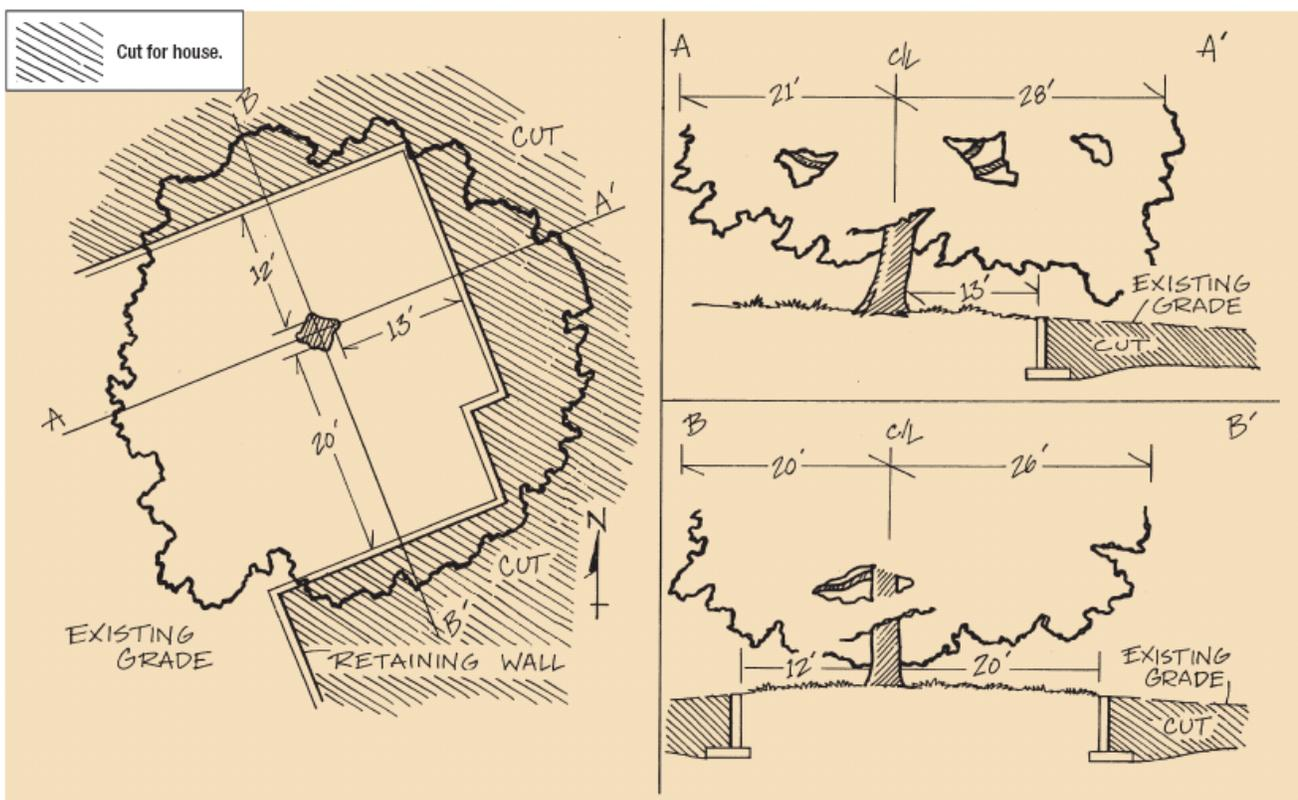 Cut for house.
B
CUT
A'
12'
13'
A
20'
N
CUT
B'
EXISTING
GRADE
RETAINING WALL
A
C/L
A'
21'
28'
13'
EXISTING
GRADE
CUT
B
C/L
B'
20'
26'
12'
20'
EXISTING
GRADE
CUT